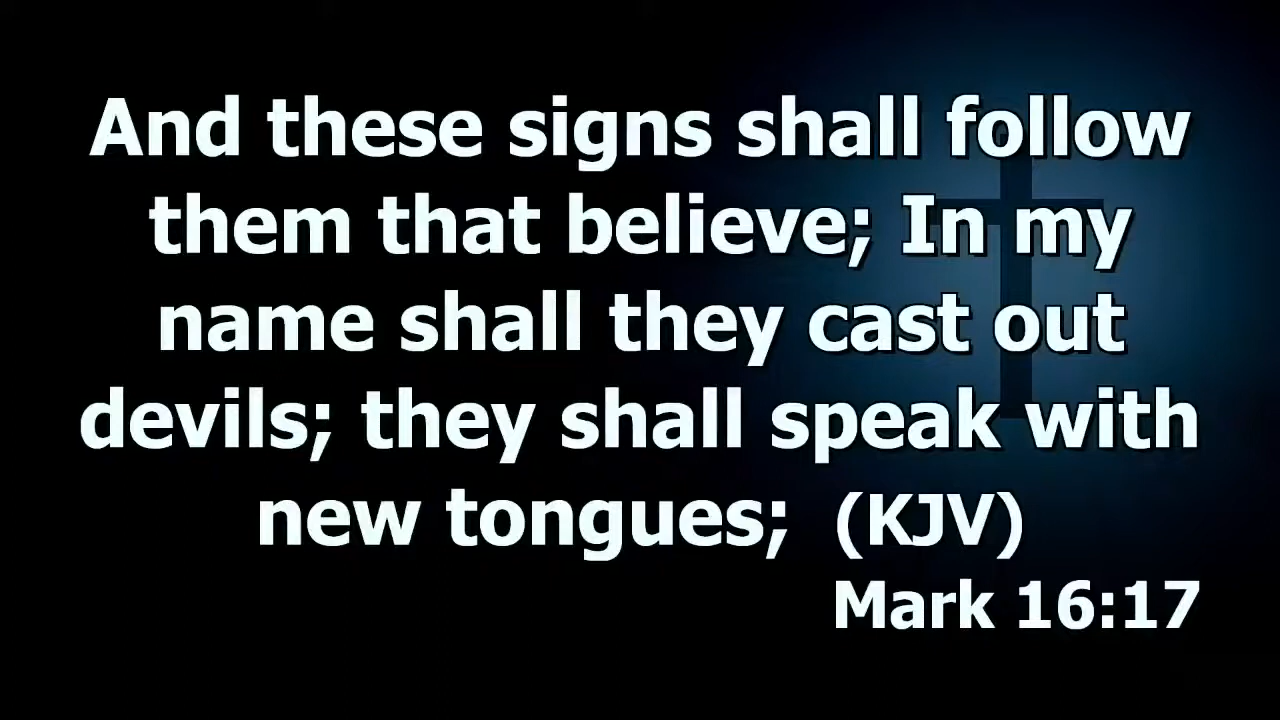 And these signs shall follow
them that believe; In my
name shall they cast out
devils; they shall speak with
new tongues; (KJV)
Mark 16:17